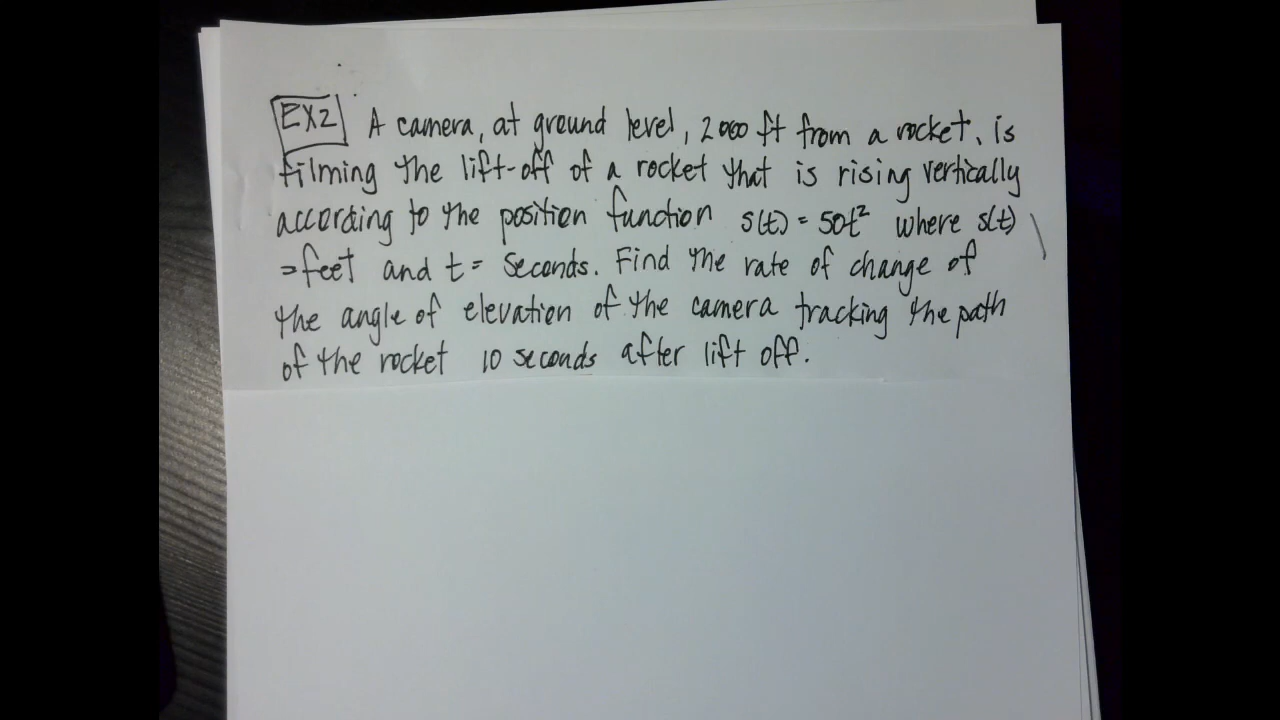 EX2 A camera, at ground level, 2000 ft from a rocket, is
filming the lift-off of a rocket that is rising vertically
according to the position function s(t) = 50t² where s(t)
= feet and t = seconds. Find the rate of change of
the angle of elevation of the camera tracking the path
of the rocket 10 seconds after lift off.